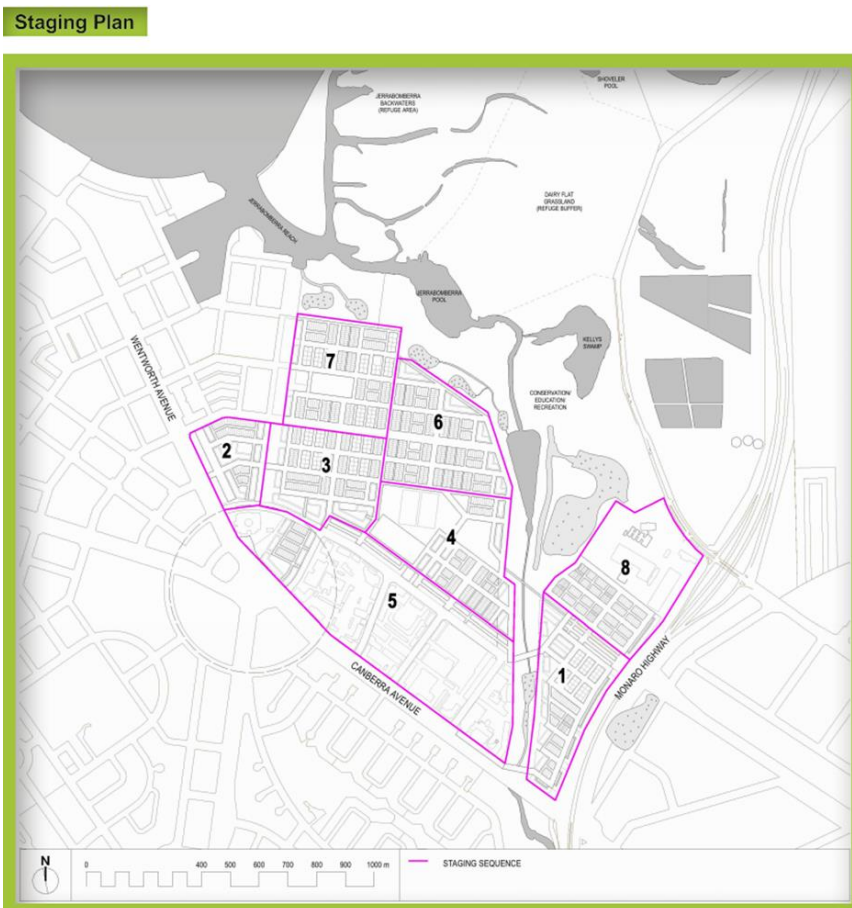 Staging Plan
SHOVELER
POOL
JERRABOMBERRA
BACKWATERS
(REFUGE AREA)
DAIRY FLAT
GRASSLAND
(REFUGE BUFFER)
JERRABOMBERRA REACH
JERRABOMBERRA
POOL
KELLYS
SWAMP
WENTWORTH AVENUE
CONSERVATION/
EDUCATION/
RECREATION
7
6
2
3
4
8
5
1
MONARO HIGHWAY
CANBERRA AVENUE
N
0 400 500 600 700 800 900 1000 m
STAGING SEQUENCE